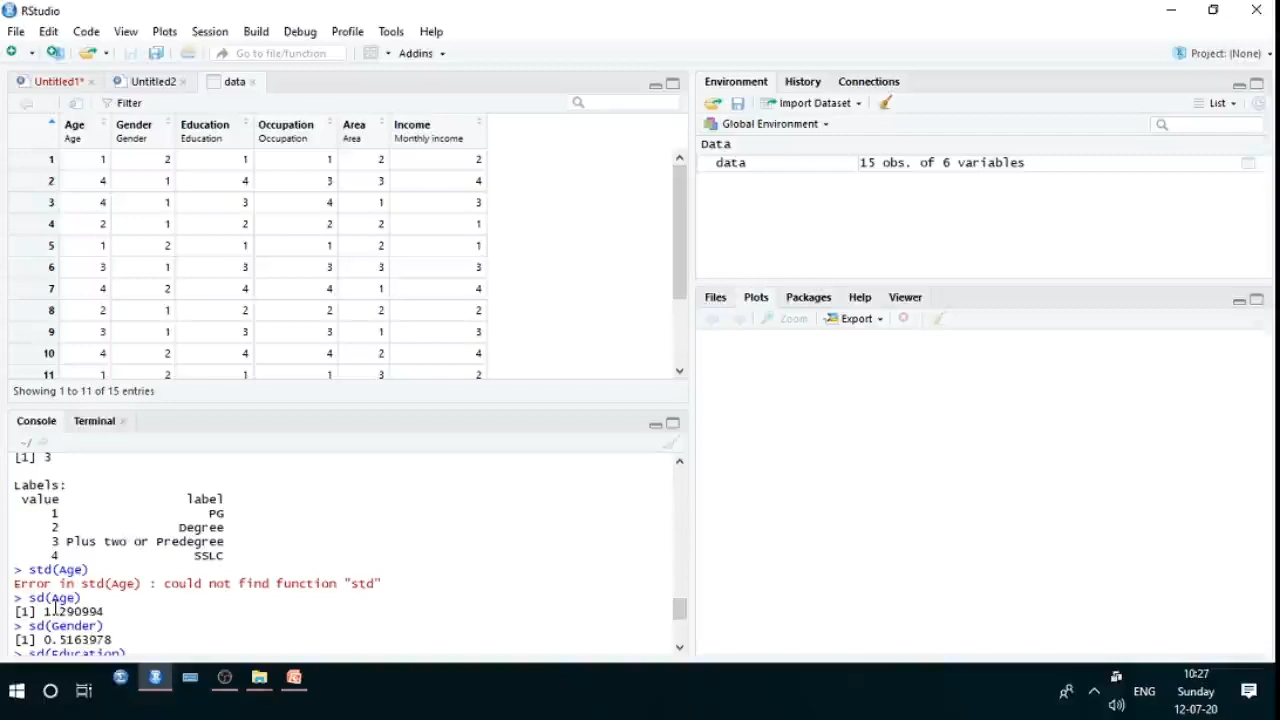 RStudio
File Edit Code View Plots Session Build Debug Profile Tools Help
Go to file/function Addins Project: (None)
Untitled1* Untitled2 data
Filter
Age Gender Education Occupation Area Income
Age Gender Education Occupation Area Monthly income
1 1 2 1 1 2 2
2 4 1 4 3 3 4
3 4 1 3 4 1 3
4 2 1 2 2 2 1
5 1 2 1 1 2 1
6 3 1 3 3 3 3
7 4 2 4 4 1 4
8 2 1 2 2 2 2
9 3 1 3 3 1 3
10 4 2 4 4 2 4
11 1 2 1 1 3 2
Showing 1 to 11 of 15 entries
Console Terminal
~/
[1] 3
Labels:
value label
1 PG
2 Degree
3 Plus two or Predegree
4 SSLC
> std(Age)
Error in std(Age) : could not find function "std"
> sd(Age)
[1] 1.290994
> sd(Gender)
[1] 0.5163978
> sd(Education)
Environment History Connections
Import Dataset List
Global Environment
Data
data 15 obs. of 6 variables
Files Plots Packages Help Viewer
Zoom Export
ENG
10:27
Sunday
12-07-20